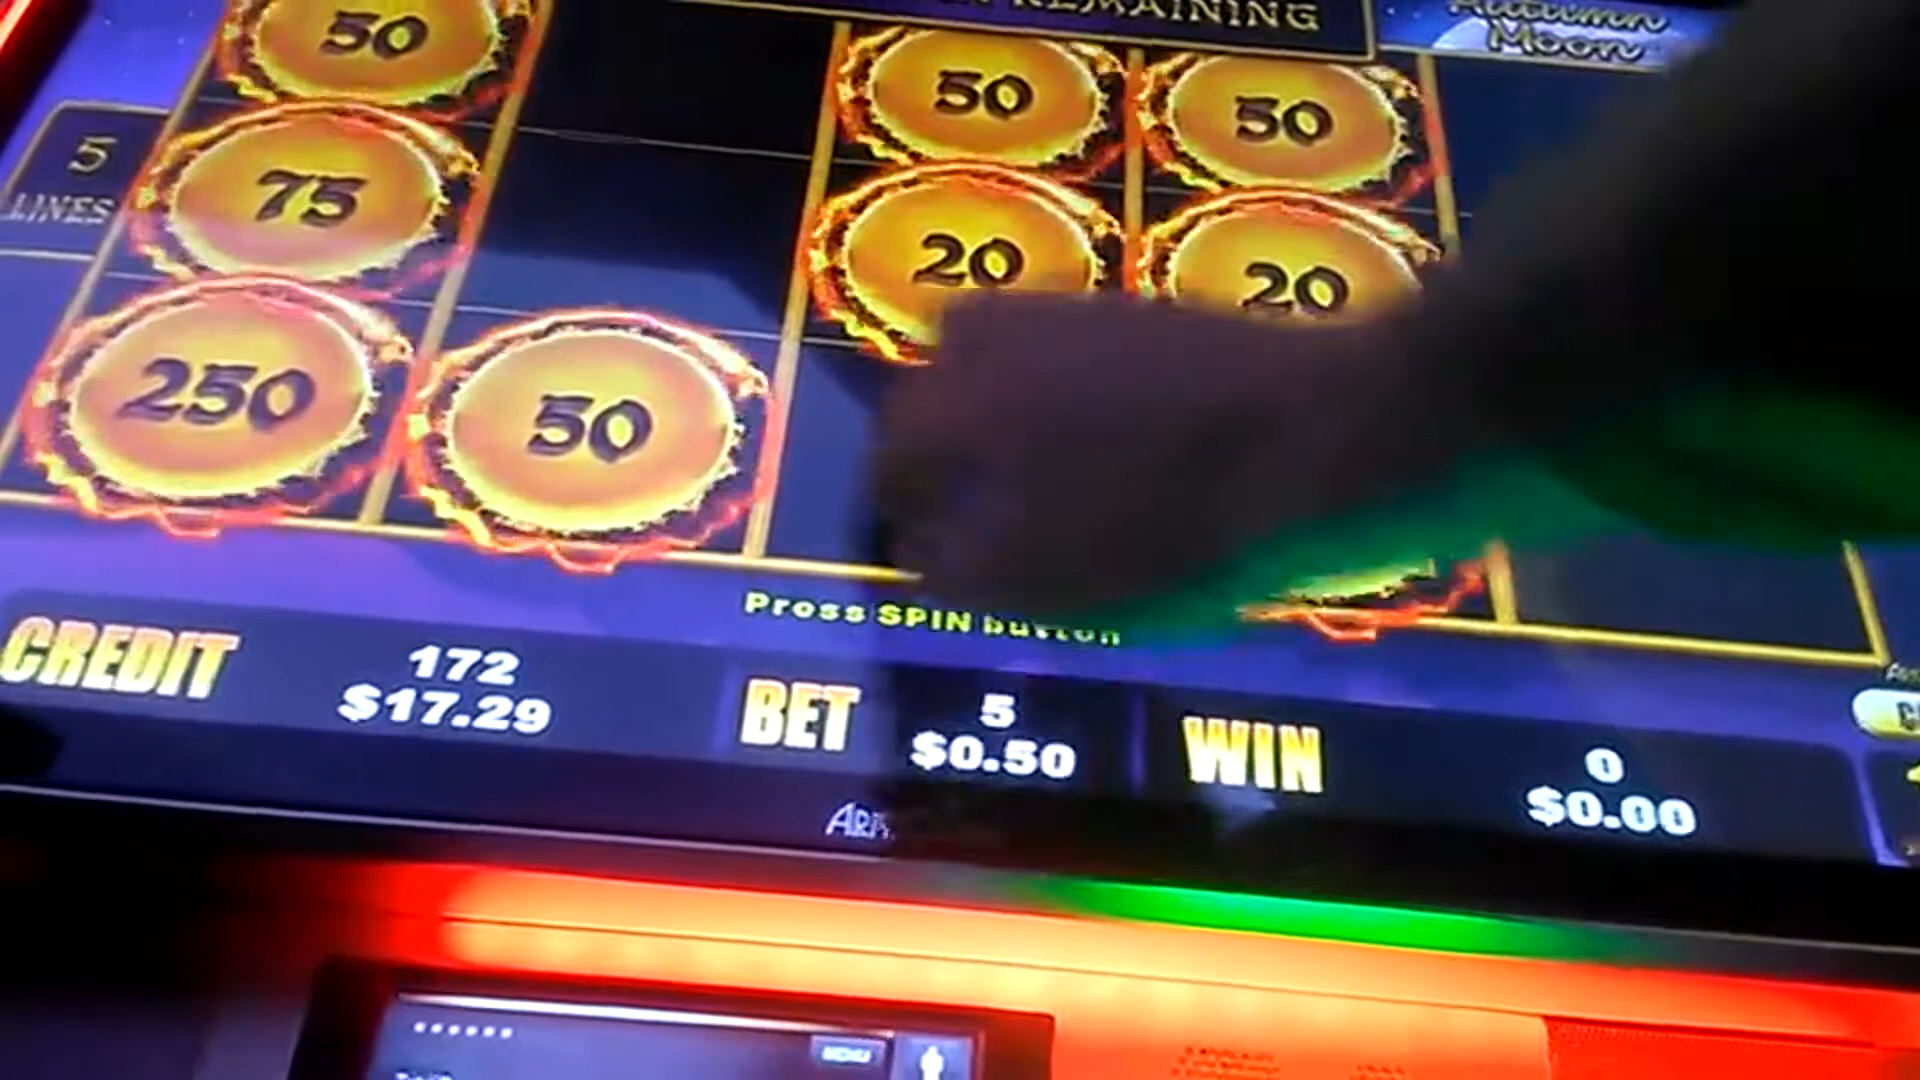 REMAINING
Autumn
Moon
50
50
50
5
LINES
75
20
20
250
50
Press SPIN button
CREDIT
172
$17.29
BET
5
$0.50
WIN
0
$0.00
MENU